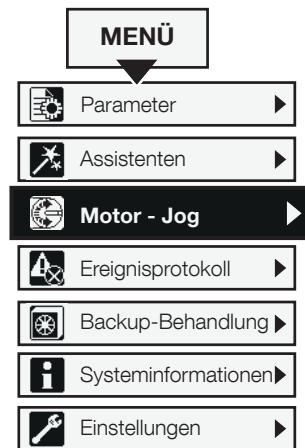 MENÜ
Parameter
Assistenten
Motor - Jog
Ereignisprotokoll
Backup-Behandlung
Systeminformationen
Einstellungen